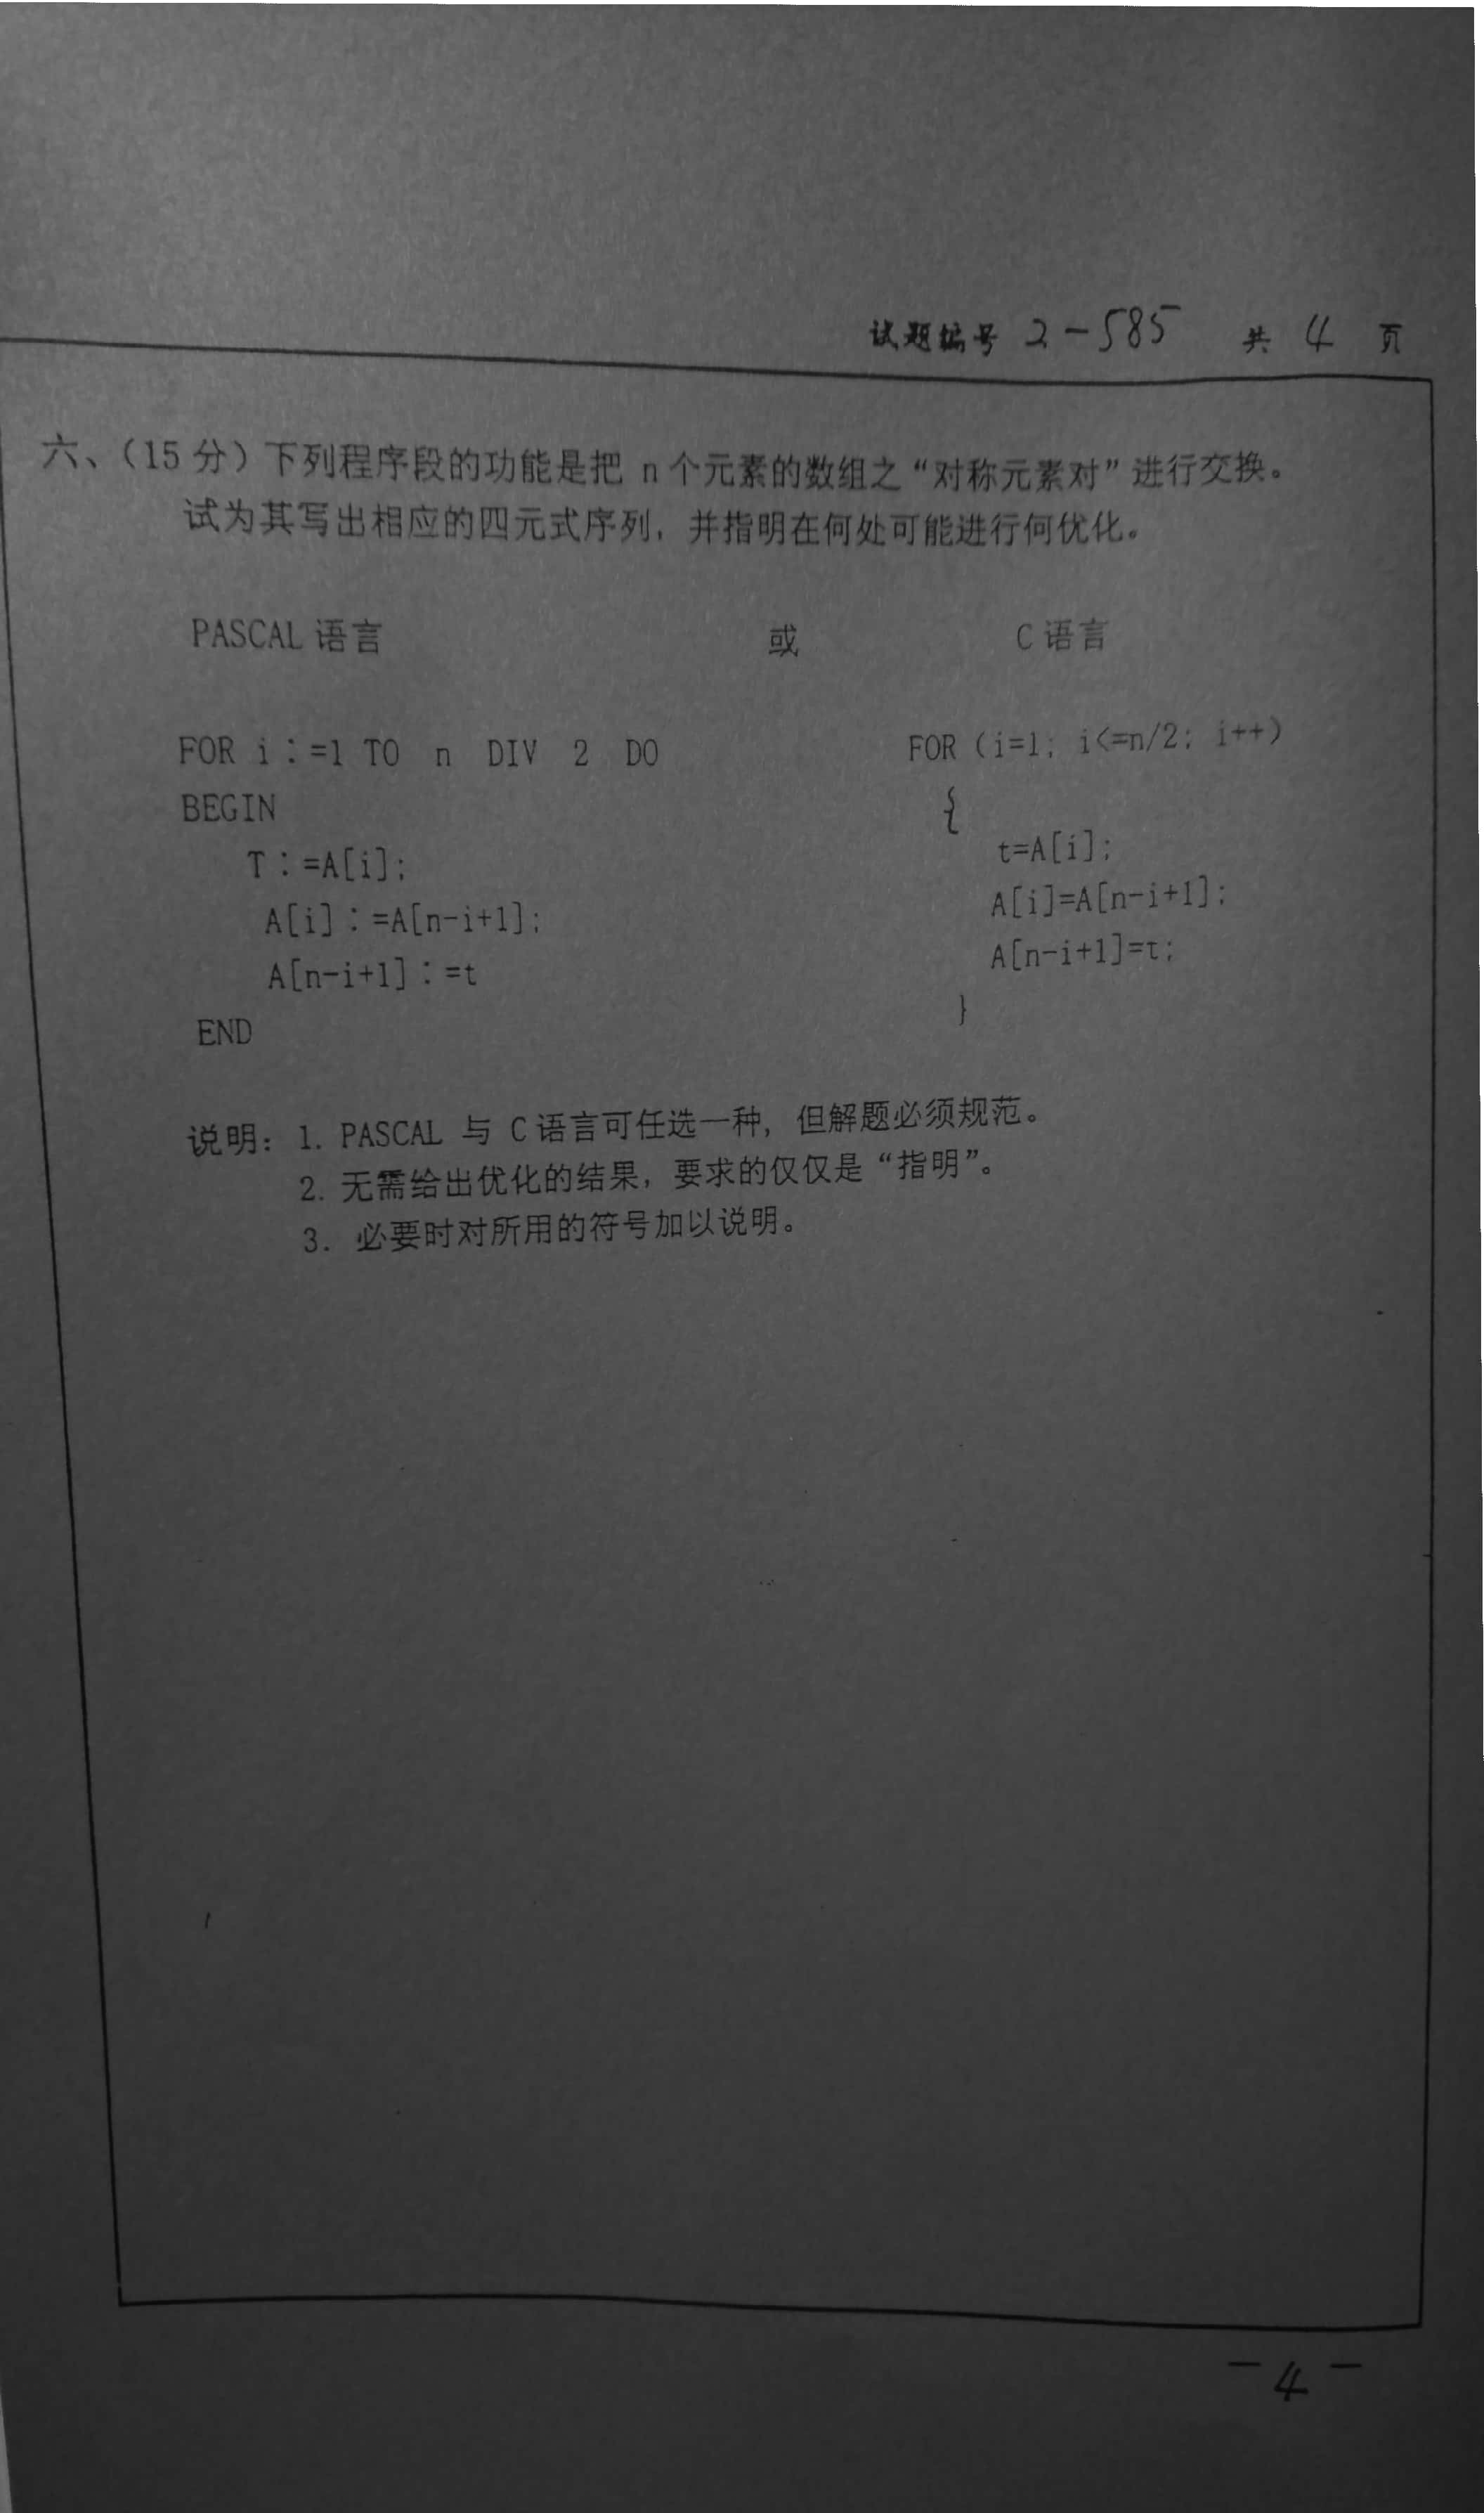 试题编号 2-585 共 4 页
六、（15 分）下列程序段的功能是把 n 个元素的数组之“对称元素对”进行交换。
试为其写出相应的四元式序列，并指明在何处可能进行何优化。
PASCAL 语言 或 C 语言
FOR i：=1 TO n DIV 2 DO
BEGIN
T：=A[i];
A[i]：=A[n-i+1];
A[n-i+1]：=t
END
FOR (i=1; i<=n/2; i++)
{
t=A[i];
A[i]=A[n-i+1];
A[n-i+1]=t;
}
说明：1. PASCAL 与 C 语言可任选一种，但解题必须规范。
2. 无需给出优化的结果，要求的仅仅是“指明”。
3. 必要时对所用的符号加以说明。
-4-